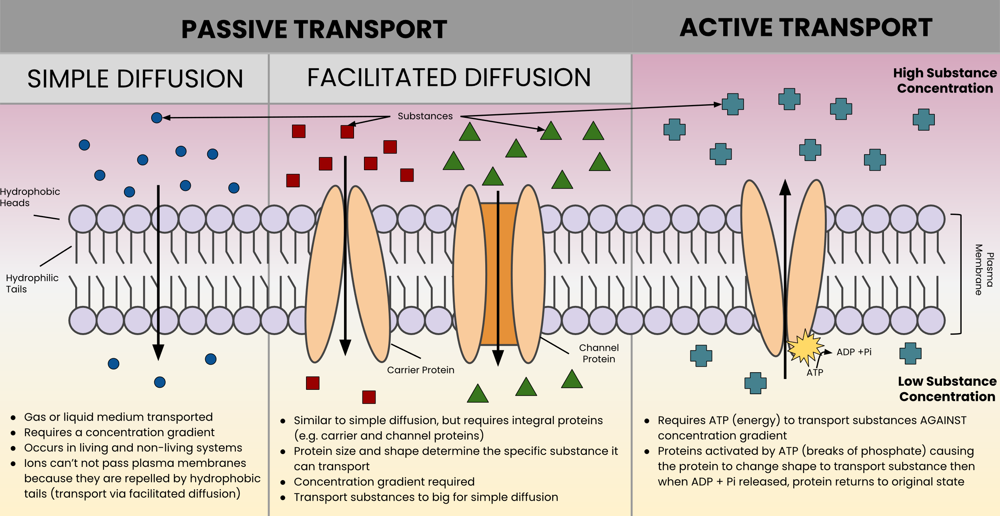 PASSIVE TRANSPORT
ACTIVE TRANSPORT
SIMPLE DIFFUSION
FACILITATED DIFFUSION
High Substance
Concentration
Substances
Hydrophobic
Heads
Hydrophilic
Tails
Plasma
Membrane
Carrier Protein
Channel
Protein
ADP +Pi
ATP
Low Substance
Concentration
● Gas or liquid medium transported
● Requires a concentration gradient
● Occurs in living and non-living systems
● Ions can’t not pass plasma membranes
because they are repelled by hydrophobic
tails (transport via facilitated diffusion)
● Similar to simple diffusion, but requires integral proteins
(e.g. carrier and channel proteins)
● Protein size and shape determine the specific substance it
can transport
● Concentration gradient required
● Transport substances to big for simple diffusion
● Requires ATP (energy) to transport substances AGAINST
concentration gradient
● Proteins activated by ATP (breaks of phosphate) causing
the protein to change shape to transport substance then
when ADP + Pi released, protein returns to original state